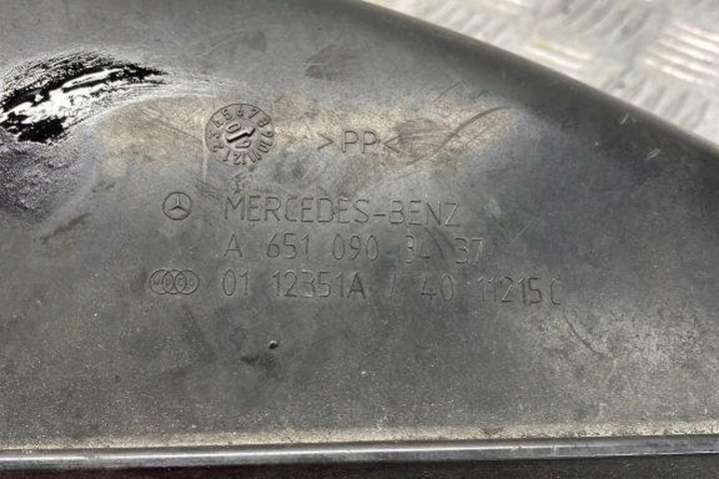 >PP<
MERCEDES-BENZ
A 651 090 34 37
01 12351A / 40 11215C